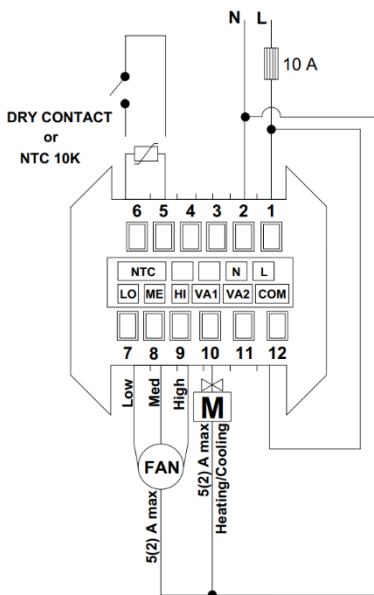 N L
10 A
DRY CONTACT
or
NTC 10K
6 5 4 3 2 1
NTC N L
LO ME HI VA1 VA2 COM
7 8 9 10 11 12
Low
Med
High
M
FAN
5(2) A max
5(2) A max
Heating/Cooling